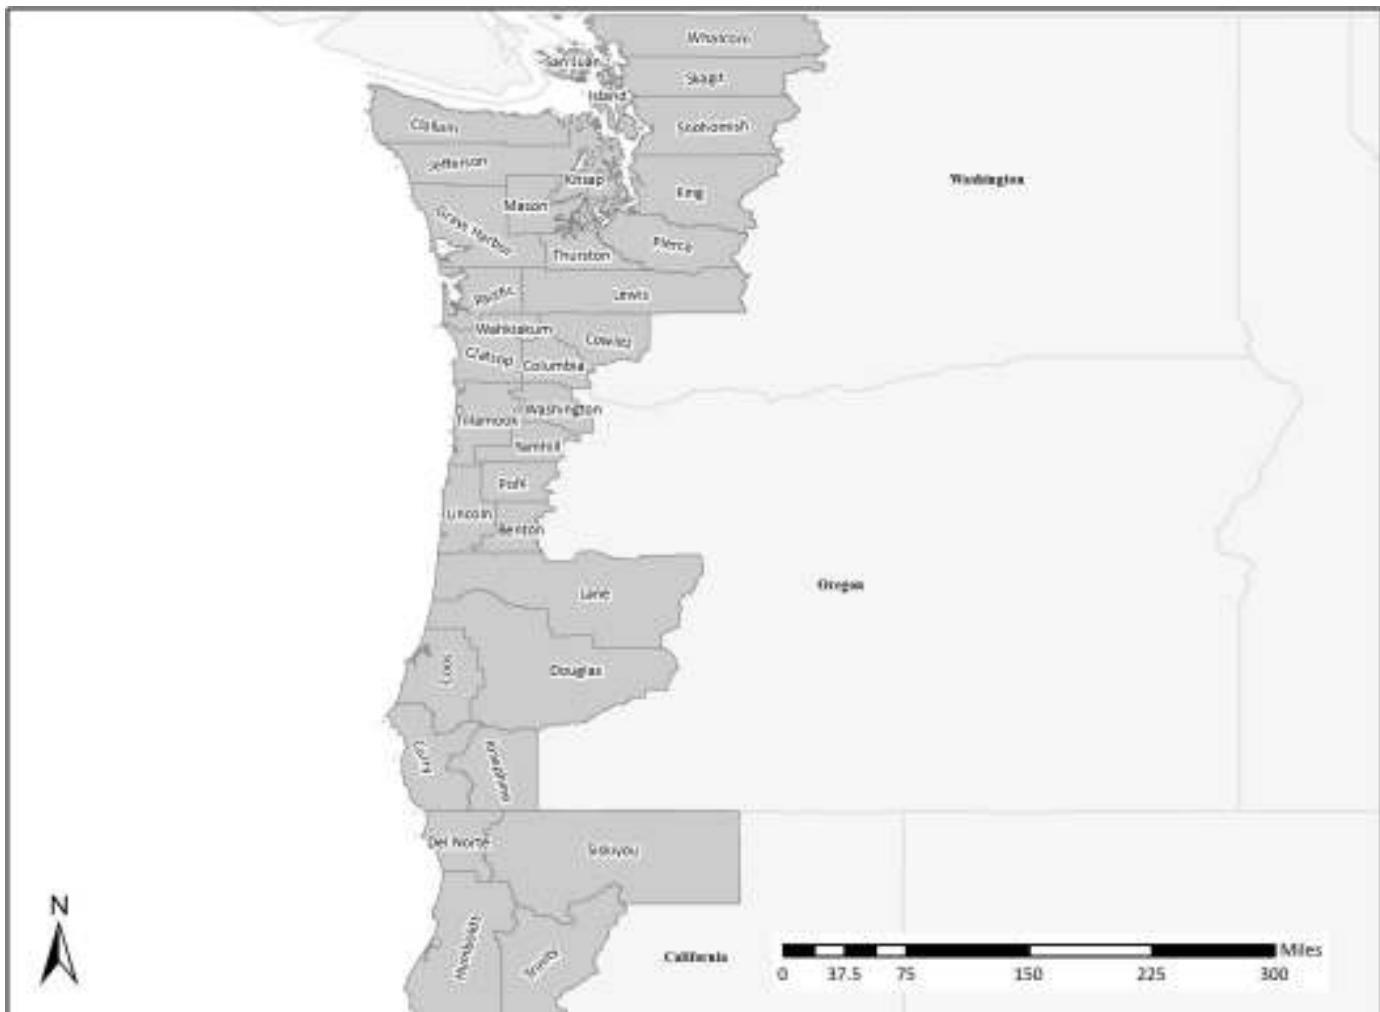 Whatcom
San Juan
Skagit
Island
Snohomish
Clallam
Jefferson
Kitsap
King
Washington
Mason
Grays Harbor
Pierce
Thurston
Pacific
Lewis
Wahkiakum
Cowlitz
Clatsop
Columbia
Washington
Tillamook
Yamhill
Polk
Lincoln
Benton
Lane
Oregon
Coos
Douglas
Curry
Josephine
Del Norte
Siskiyou
Humboldt
Trinity
California
N
Miles
0 37.5 75 150 225 300